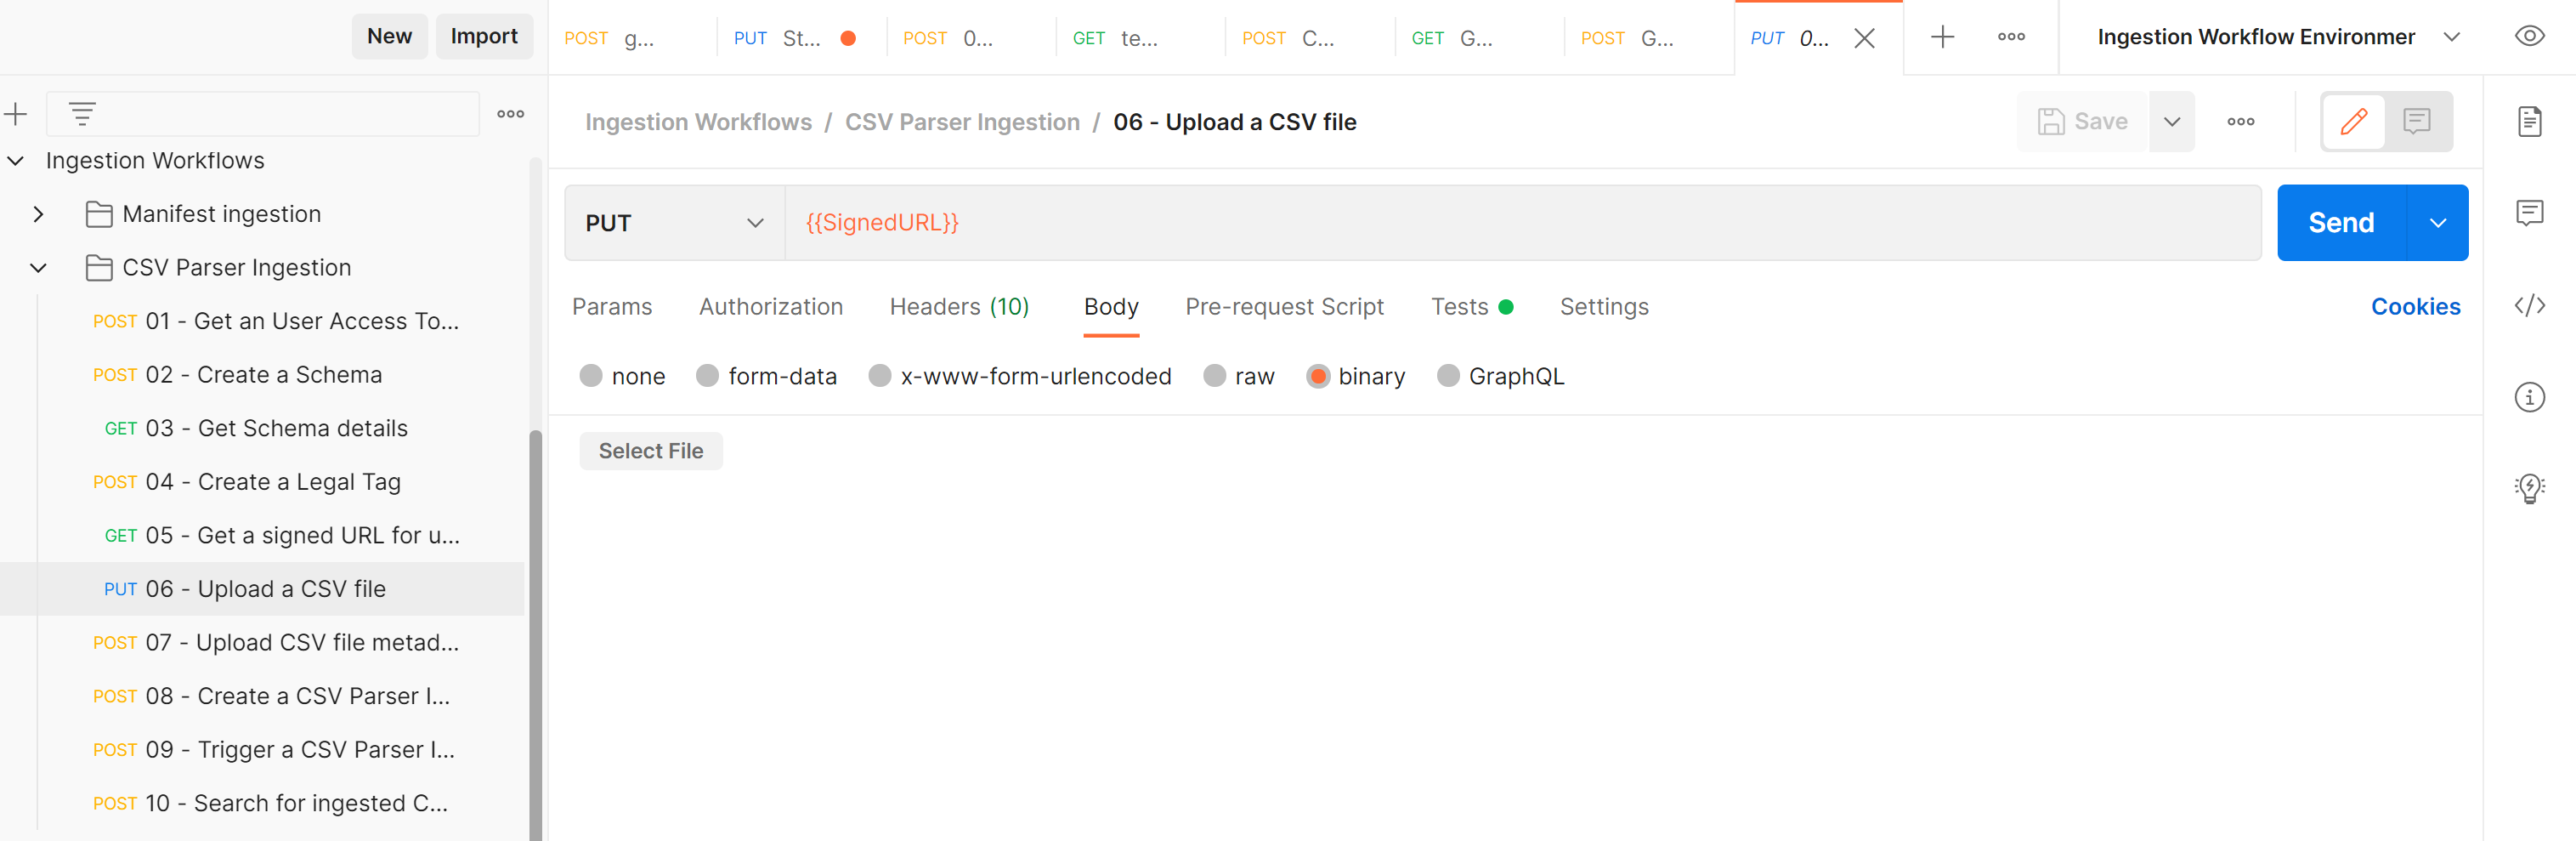 New Import
POST g... PUT St... POST 0... GET te... POST C... GET G... POST G... PUT 0... Ingestion Workflow Environmer
Ingestion Workflows
Manifest ingestion
CSV Parser Ingestion
POST 01 - Get an User Access To...
POST 02 - Create a Schema
GET 03 - Get Schema details
POST 04 - Create a Legal Tag
GET 05 - Get a signed URL for u...
PUT 06 - Upload a CSV file
POST 07 - Upload CSV file metad...
POST 08 - Create a CSV Parser I...
POST 09 - Trigger a CSV Parser I...
POST 10 - Search for ingested C...
Ingestion Workflows / CSV Parser Ingestion / 06 - Upload a CSV file Save
PUT {{SignedURL}} Send
Params Authorization Headers (10) Body Pre-request Script Tests Settings Cookies
none form-data x-www-form-urlencoded raw binary GraphQL
Select File